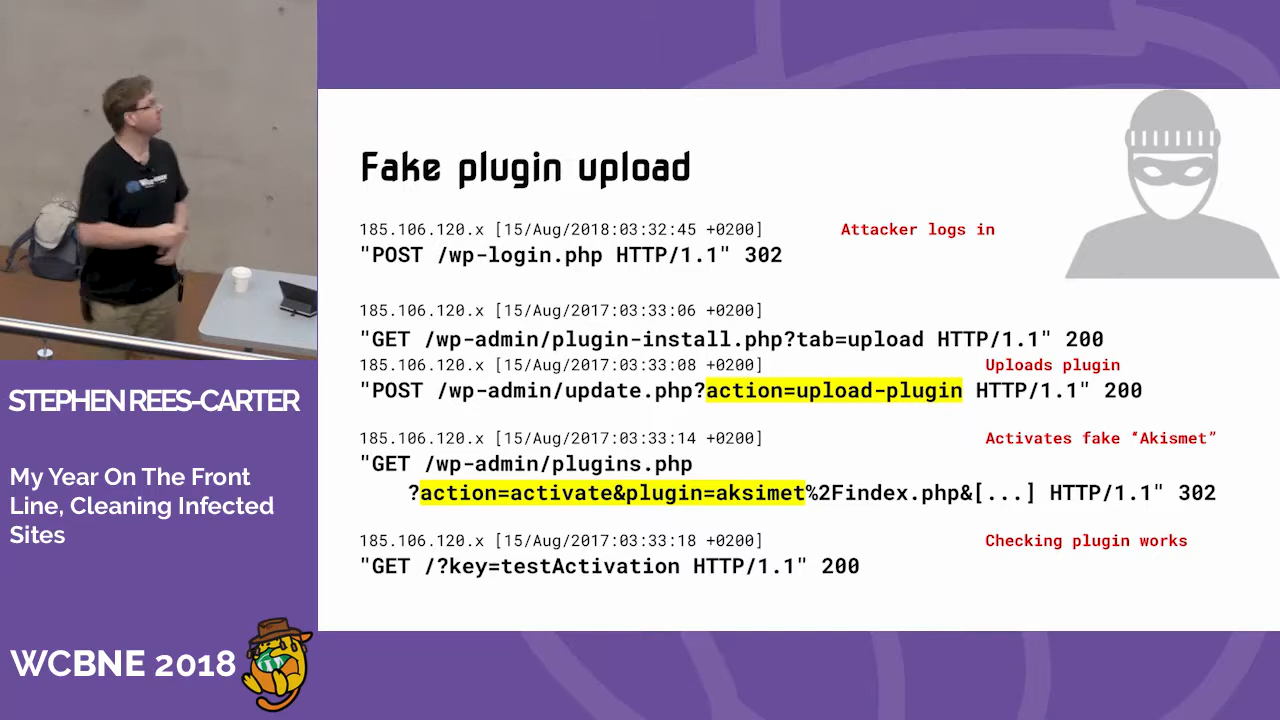 Fake plugin upload
185.106.120.x [15/Aug/2018:03:32:45 +0200]
Attacker logs in
"POST /wp-login.php HTTP/1.1" 302
185.106.120.x [15/Aug/2017:03:33:06 +0200]
"GET /wp-admin/plugin-install.php?tab=upload HTTP/1.1" 200
185.106.120.x [15/Aug/2017:03:33:08 +0200]
Uploads plugin
"POST /wp-admin/update.php?action=upload-plugin HTTP/1.1" 200
185.106.120.x [15/Aug/2017:03:33:14 +0200]
Activates fake “Akismet”
"GET /wp-admin/plugins.php
?action=activate&plugin=aksimet%2Findex.php&[...] HTTP/1.1" 302
185.106.120.x [15/Aug/2017:03:33:18 +0200]
Checking plugin works
"GET /?key=testActivation HTTP/1.1" 200
STEPHEN REES-CARTER
My Year On The Front
Line, Cleaning Infected
Sites
WCBNE 2018